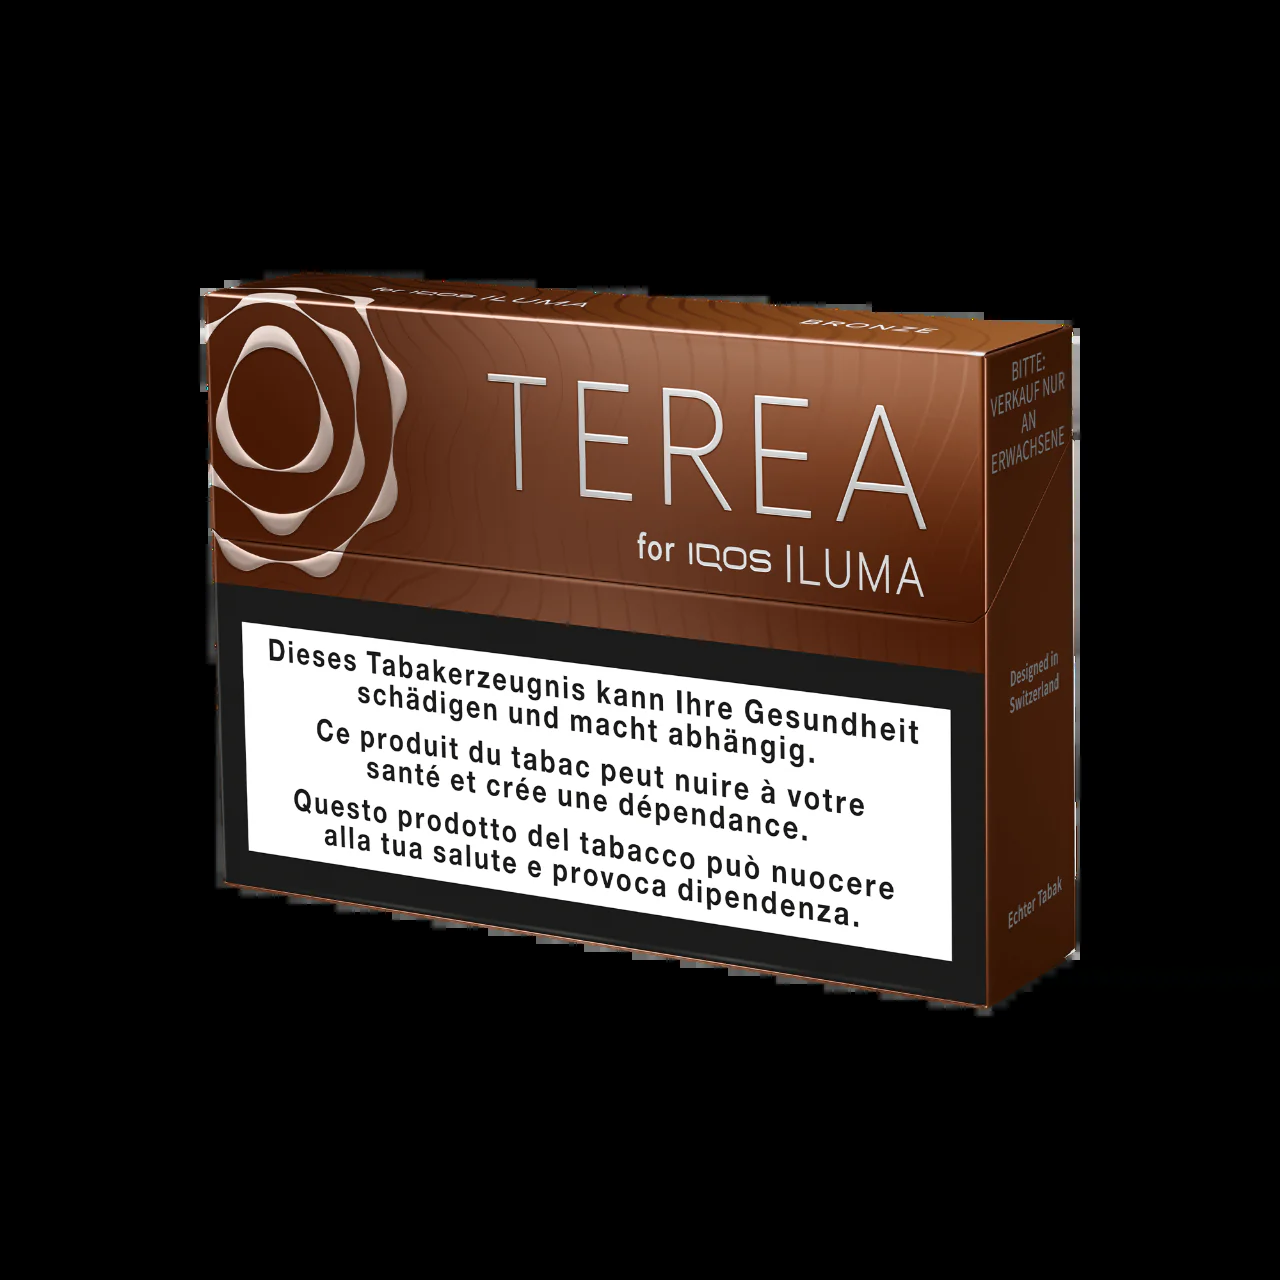 for IQOS ILUMA
BRONZE
TEREA
for IQOS ILUMA
Dieses Tabakerzeugnis kann Ihre Gesundheit
schädigen und macht abhängig.
Ce produit du tabac peut nuire à votre
santé et crée une dépendance.
Questo prodotto del tabacco può nuocere
alla tua salute e provoca dipendenza.
BITTE:
VERKAUF NUR
AN
ERWACHSENE
Designed in
Switzerland
Echter Tabak